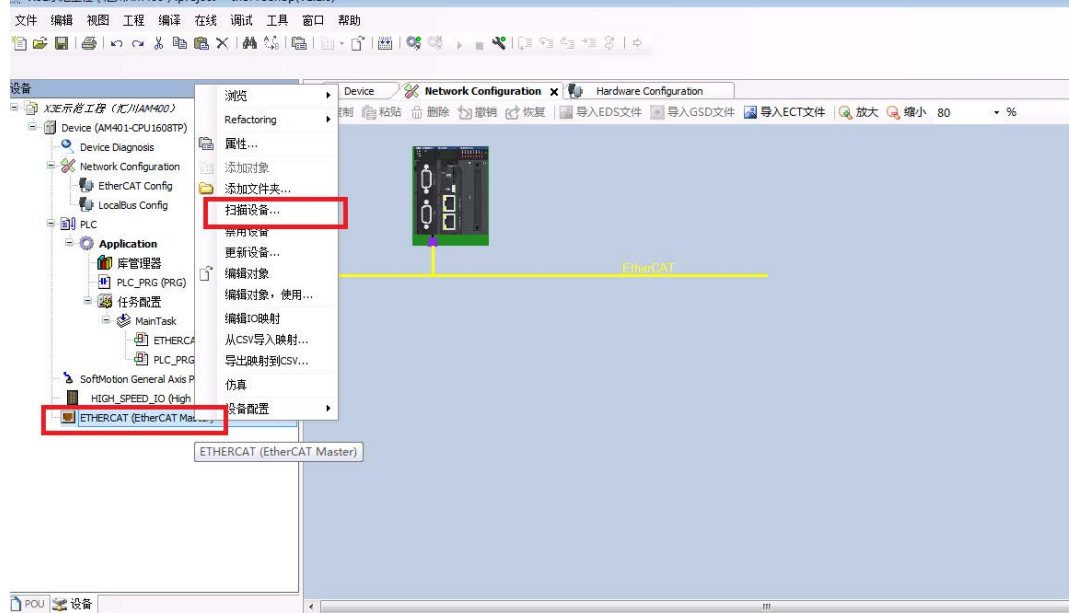 文件 编辑 视图 工程 编译 在线 调试 工具 窗口 帮助
设备
X3E示范工程（汇川AM400）
Device (AM401-CPU1608TP)
Device Diagnosis
Network Configuration
EtherCAT Config
LocalBus Config
PLC
Application
库管理器
PLC_PRG (PRG)
任务配置
MainTask
ETHERCA
PLC_PRG
SoftMotion General Axis P
HIGH_SPEED_IO (High
ETHERCAT (EtherCAT Master)
浏览
Refactoring
属性...
添加对象
添加文件夹...
扫描设备...
禁用设备
更新设备...
编辑对象
编辑对象，使用...
编辑IO映射
从CSV导入映射...
导出映射到CSV...
仿真
设备配置
ETHERCAT (EtherCAT Master)
Device Network Configuration Hardware Configuration
制 粘贴 删除 撤销 恢复 导入EDS文件 导入GSD文件 导入ECT文件 放大 缩小 80 %
EtherCAT
POU 设备